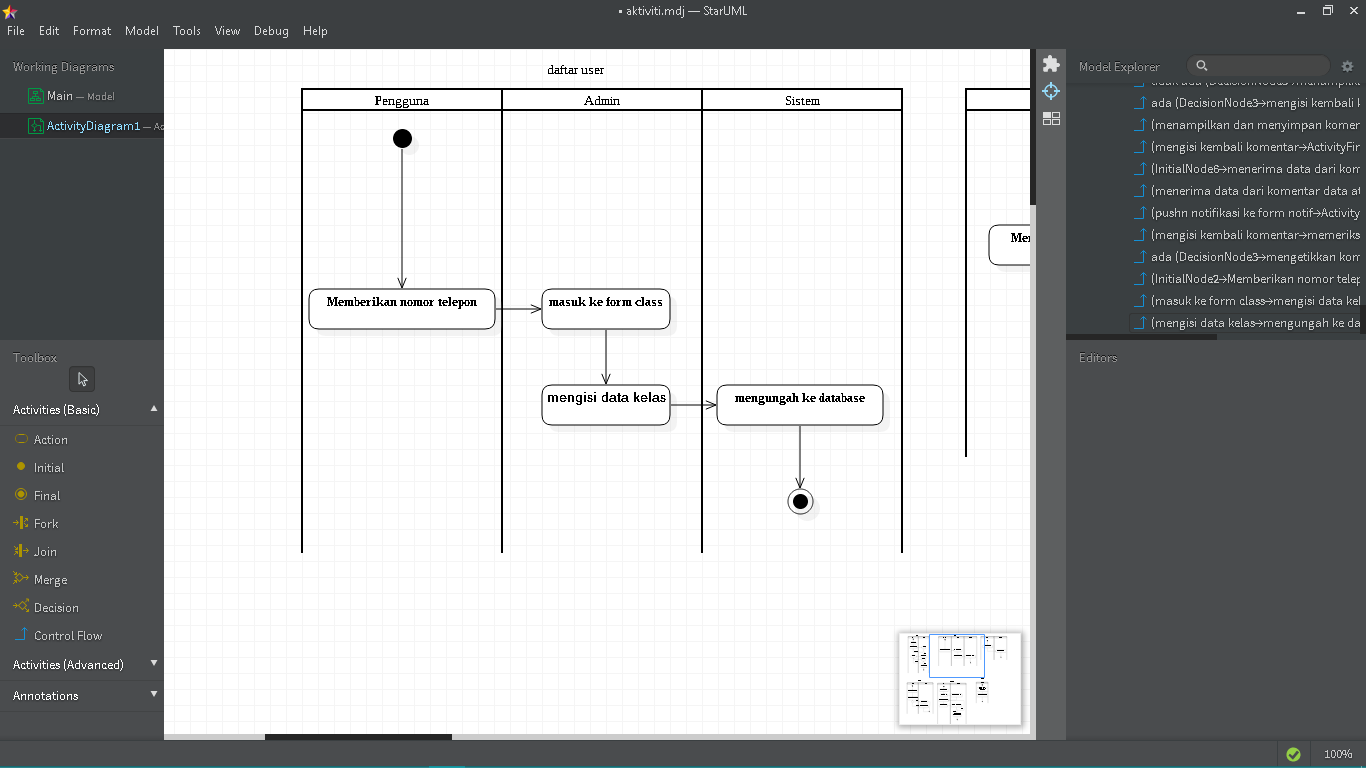 • aktiviti.mdj — StarUML
File Edit Format Model Tools View Debug Help
Working Diagrams
Main — Model
ActivityDiagram1 — Ac
Toolbox
Activities (Basic)
Action
Initial
Final
Fork
Join
Merge
Decision
Control Flow
Activities (Advanced)
Annotations
daftar user
Pengguna Admin Sistem
Memberikan nomor telepon
masuk ke form class
mengisi data kelas
mengungah ke database
Mer
Model Explorer
ada (DecisionNode3→mengisi kembali k
(menampilkan dan menyimpan komer
(mengisi kembali komentar→ActivityFir
(InitialNode6→menerima data dari kom
(menerima data dari komentar data at
(pushn notifikasi ke form notif→Activity
(mengisi kembali komentar→memeriks
ada (DecisionNode3→mengetikkan kom
(InitialNode2→Memberikan nomor telep
(masuk ke form class→mengisi data kel
(mengisi data kelas→mengungah ke da
Editors
100%